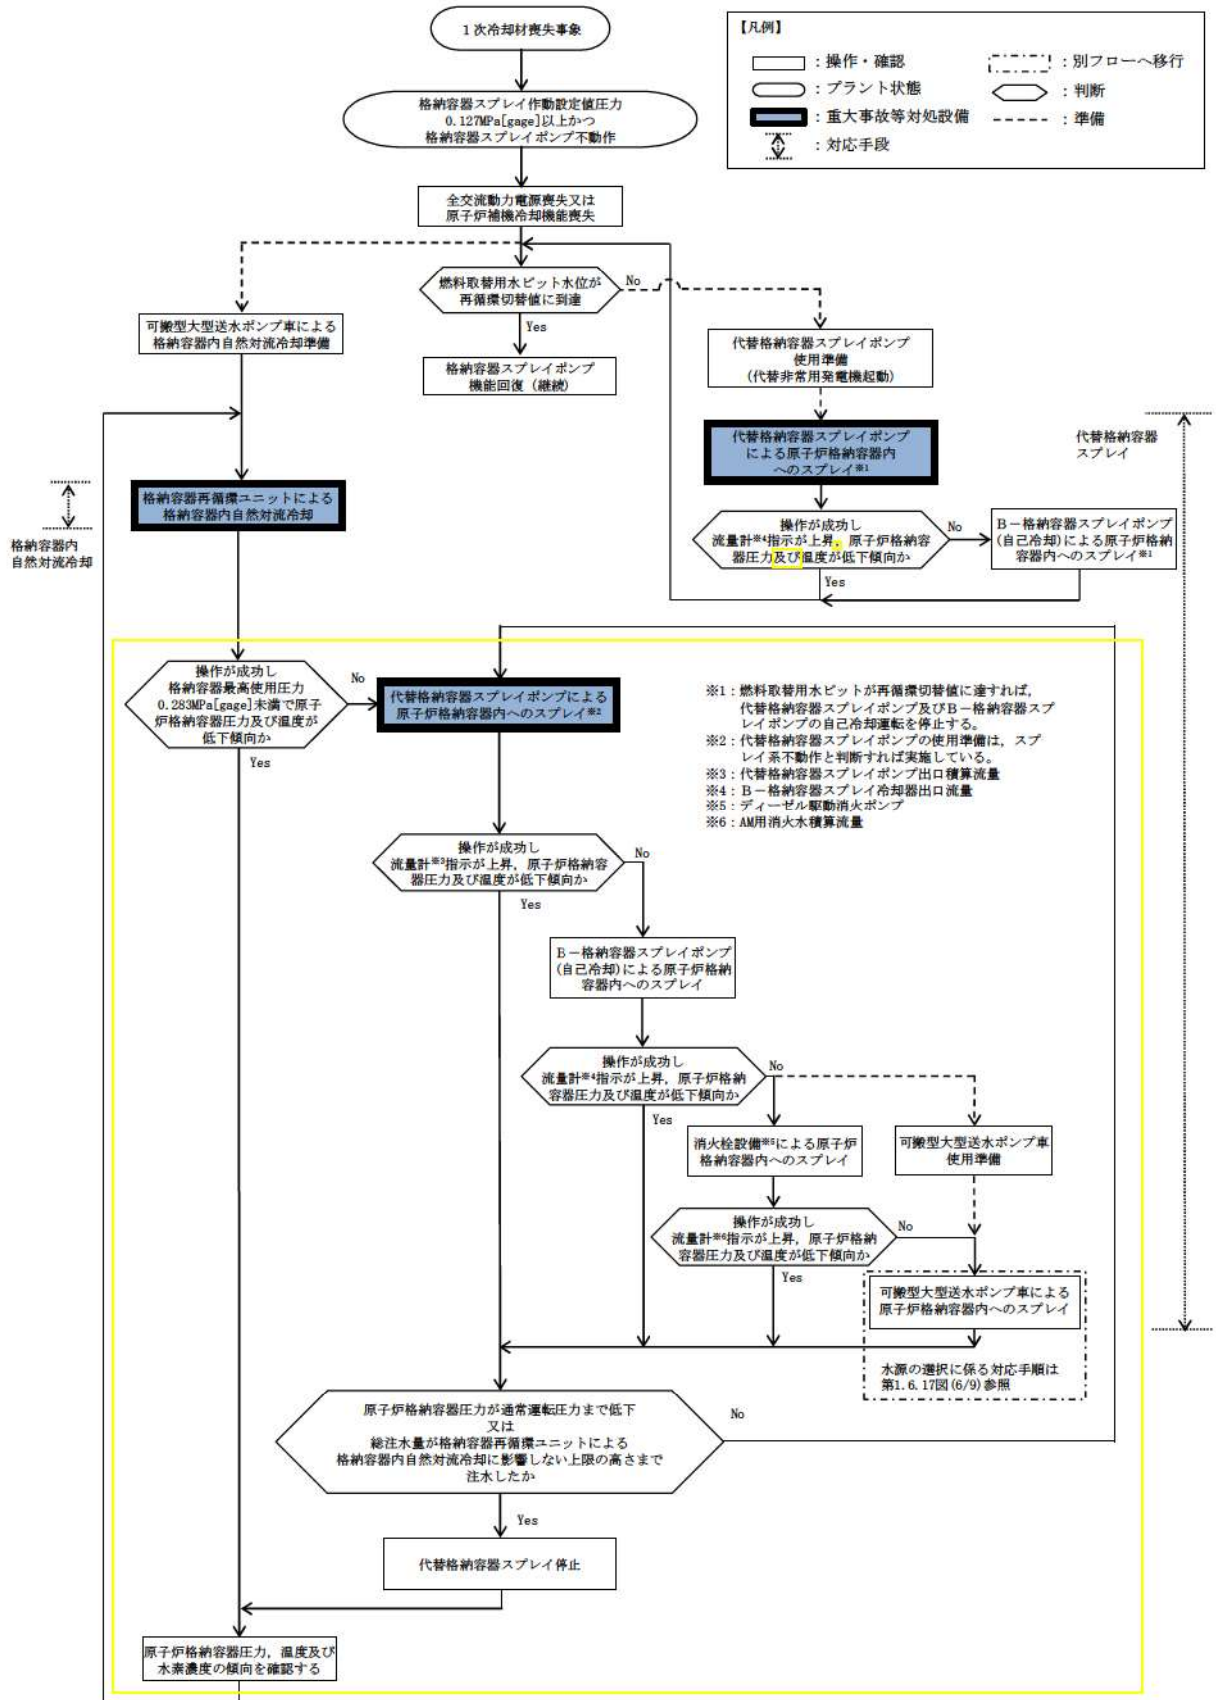 1次冷却材喪失事象
格納容器スプレイ作動設定値圧力
0.127MPa[gage]以上かつ
格納容器スプレイポンプ不動作
全交流動力電源喪失又は
原子炉補機冷却機能喪失
【凡例】
：操作・確認
：プラント状態
：重大事故等対処設備
：対応手段
：別フローへ移行
：判断
：準備
燃料取替用水ピット水位が
再循環切替値に到達
No
Yes
格納容器スプレイポンプ
機能回復（継続）
可搬型大型送水ポンプ車による
格納容器内自然対流冷却準備
代替格納容器スプレイポンプ
使用準備
(代替非常用発電機起動)
代替格納容器スプレイポンプ
による原子炉格納容器内
へのスプレイ※1
代替格納容器
スプレイ
格納容器再循環ユニットによる
格納容器内自然対流冷却
格納容器内
自然対流冷却
操作が成功し
流量計※4指示が上昇，原子炉格納容
器圧力及び温度が低下傾向か
No
Yes
B－格納容器スプレイポンプ
(自己冷却)による原子炉格納
容器内へのスプレイ※1
操作が成功し
格納容器最高使用圧力
0.283MPa[gage]未満で原子
炉格納容器圧力及び温度が
低下傾向か
No
Yes
代替格納容器スプレイポンプによる
原子炉格納容器内へのスプレイ※2
※1：燃料取替用水ピットが再循環切替値に達すれば，
代替格納容器スプレイポンプ及びB－格納容器スプ
レイポンプの自己冷却運転を停止する。
※2：代替格納容器スプレイポンプの使用準備は，スプ
レイ系不動作と判断すれば実施している。
※3：代替格納容器スプレイポンプ出口積算流量
※4：B－格納容器スプレイ冷却器出口流量
※5：ディーゼル駆動消火ポンプ
※6：AM用消火水積算流量
操作が成功し
流量計※3指示が上昇，原子炉格納容
器圧力及び温度が低下傾向か
No
Yes
B－格納容器スプレイポンプ
(自己冷却)による原子炉格納
容器内へのスプレイ
操作が成功し
流量計※4指示が上昇，原子炉格納
容器圧力及び温度が低下傾向か
No
Yes
消火栓設備※5による原子炉
格納容器内へのスプレイ
可搬型大型送水ポンプ車
使用準備
操作が成功し
流量計※6指示が上昇，原子炉格納
容器圧力及び温度が低下傾向か
No
Yes
可搬型大型送水ポンプ車による
原子炉格納容器内へのスプレイ
水源の選択に係る対応手順は
第1.6.17図(6/9)参照
原子炉格納容器圧力が通常運転圧力まで低下
又は
総注水量が格納容器再循環ユニットによる
格納容器内自然対流冷却に影響しない上限の高さまで
注水したか
No
Yes
代替格納容器スプレイ停止
原子炉格納容器圧力，温度及び
水素濃度の傾向を確認する